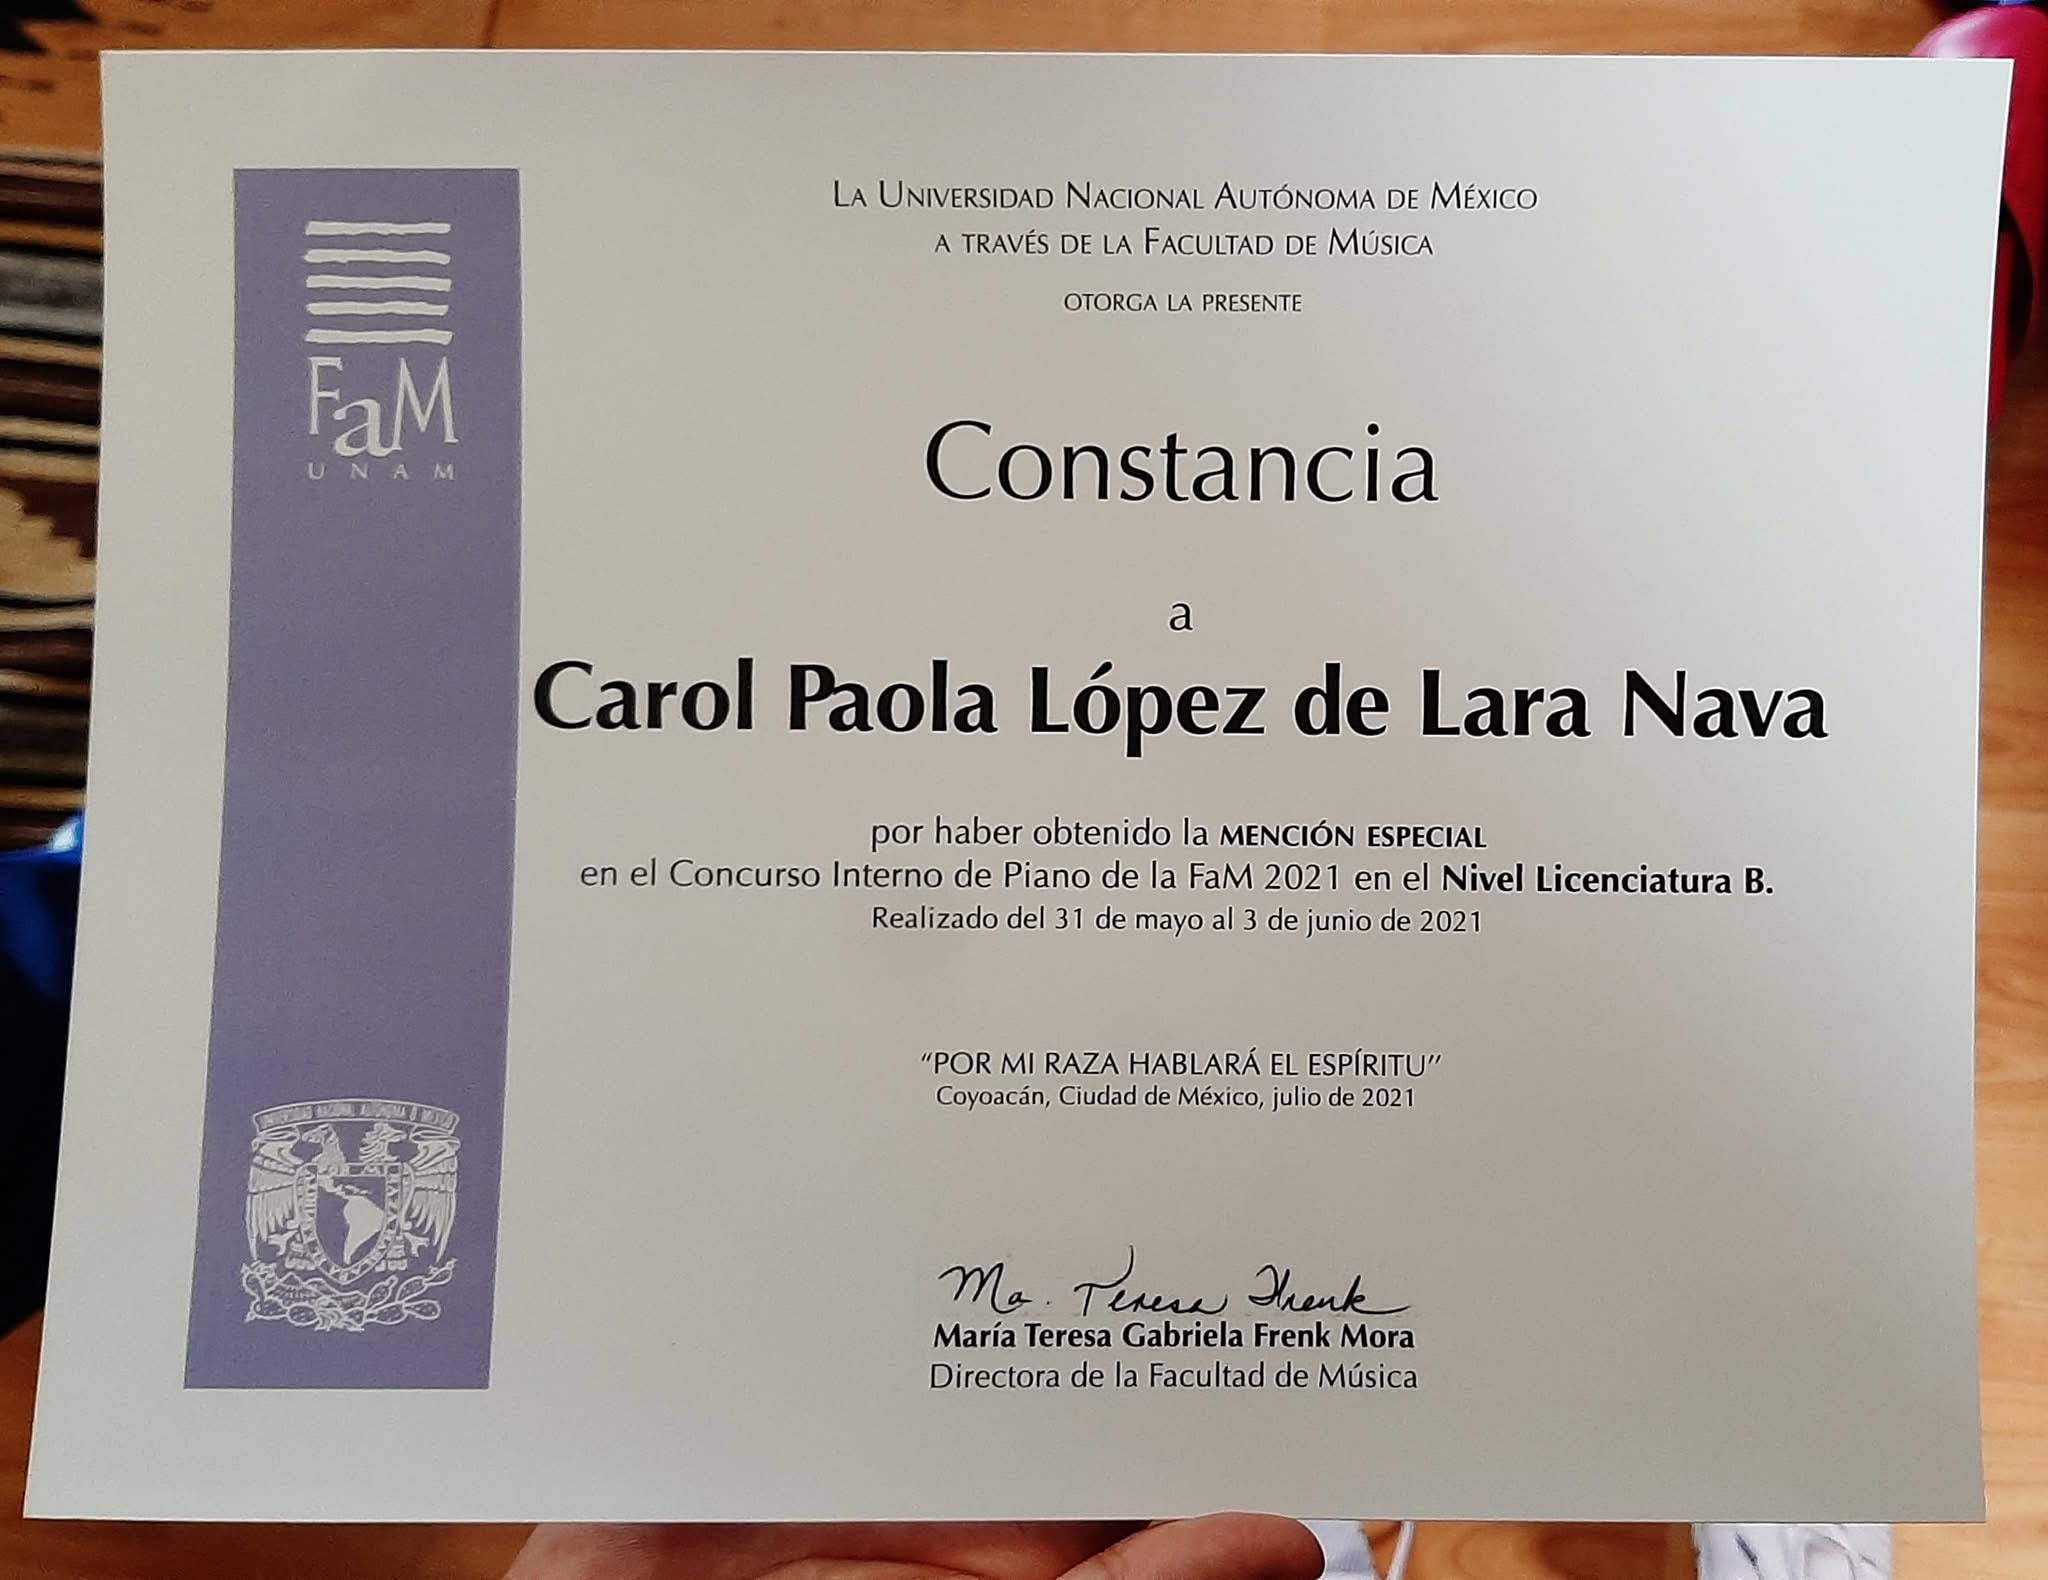 FaM
UNAM
La Universidad Nacional Autónoma de México
a través de la Facultad de Música
otorga la presente
Constancia
a
Carol Paola López de Lara Nava
por haber obtenido la MENCIÓN ESPECIAL
en el Concurso Interno de Piano de la FaM 2021 en el Nivel Licenciatura B.
Realizado del 31 de mayo al 3 de junio de 2021
“POR MI RAZA HABLARÁ EL ESPÍRITU”
Coyoacán, Ciudad de México, julio de 2021
Ma. Teresa Frenk
María Teresa Gabriela Frenk Mora
Directora de la Facultad de Música
UNIVERSIDAD NACIONAL AUTÓNOMA D MÉXICO